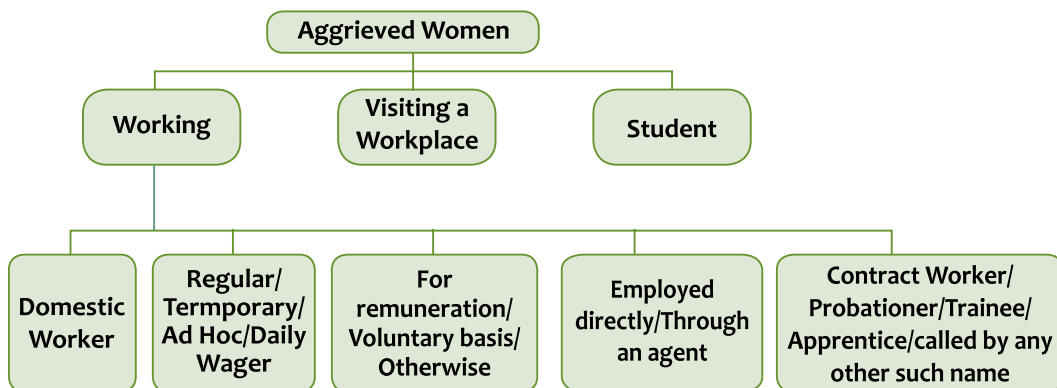 Aggrieved Women
Working
Visiting a
Workplace
Student
Domestic
Worker
Regular/
Termporary/
Ad Hoc/Daily
Wager
For
remuneration/
Voluntary basis/
Otherwise
Employed
directly/Through
an agent
Contract Worker/
Probationer/Trainee/
Apprentice/called by any
other such name